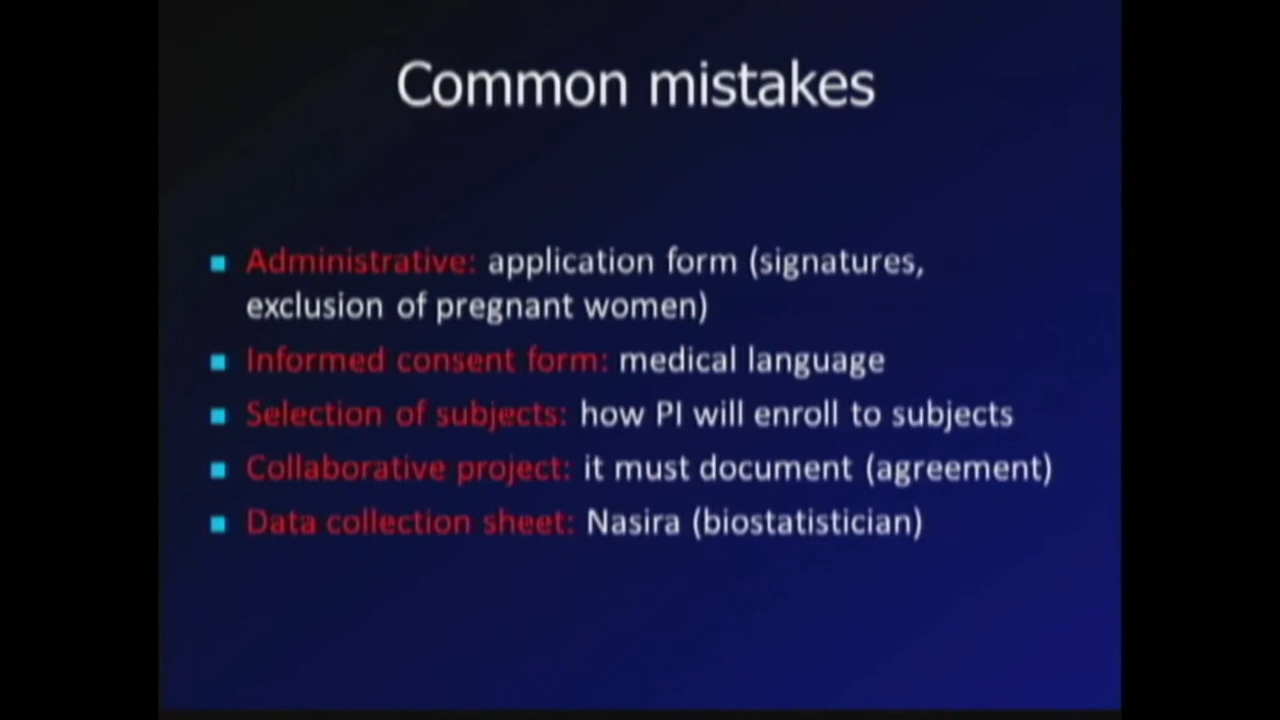 Common mistakes
Administrative: application form (signatures,
exclusion of pregnant women)
Informed consent form: medical language
Selection of subjects: how PI will enroll to subjects
Collaborative project: it must document (agreement)
Data collection sheet: Nasira (biostatistician)